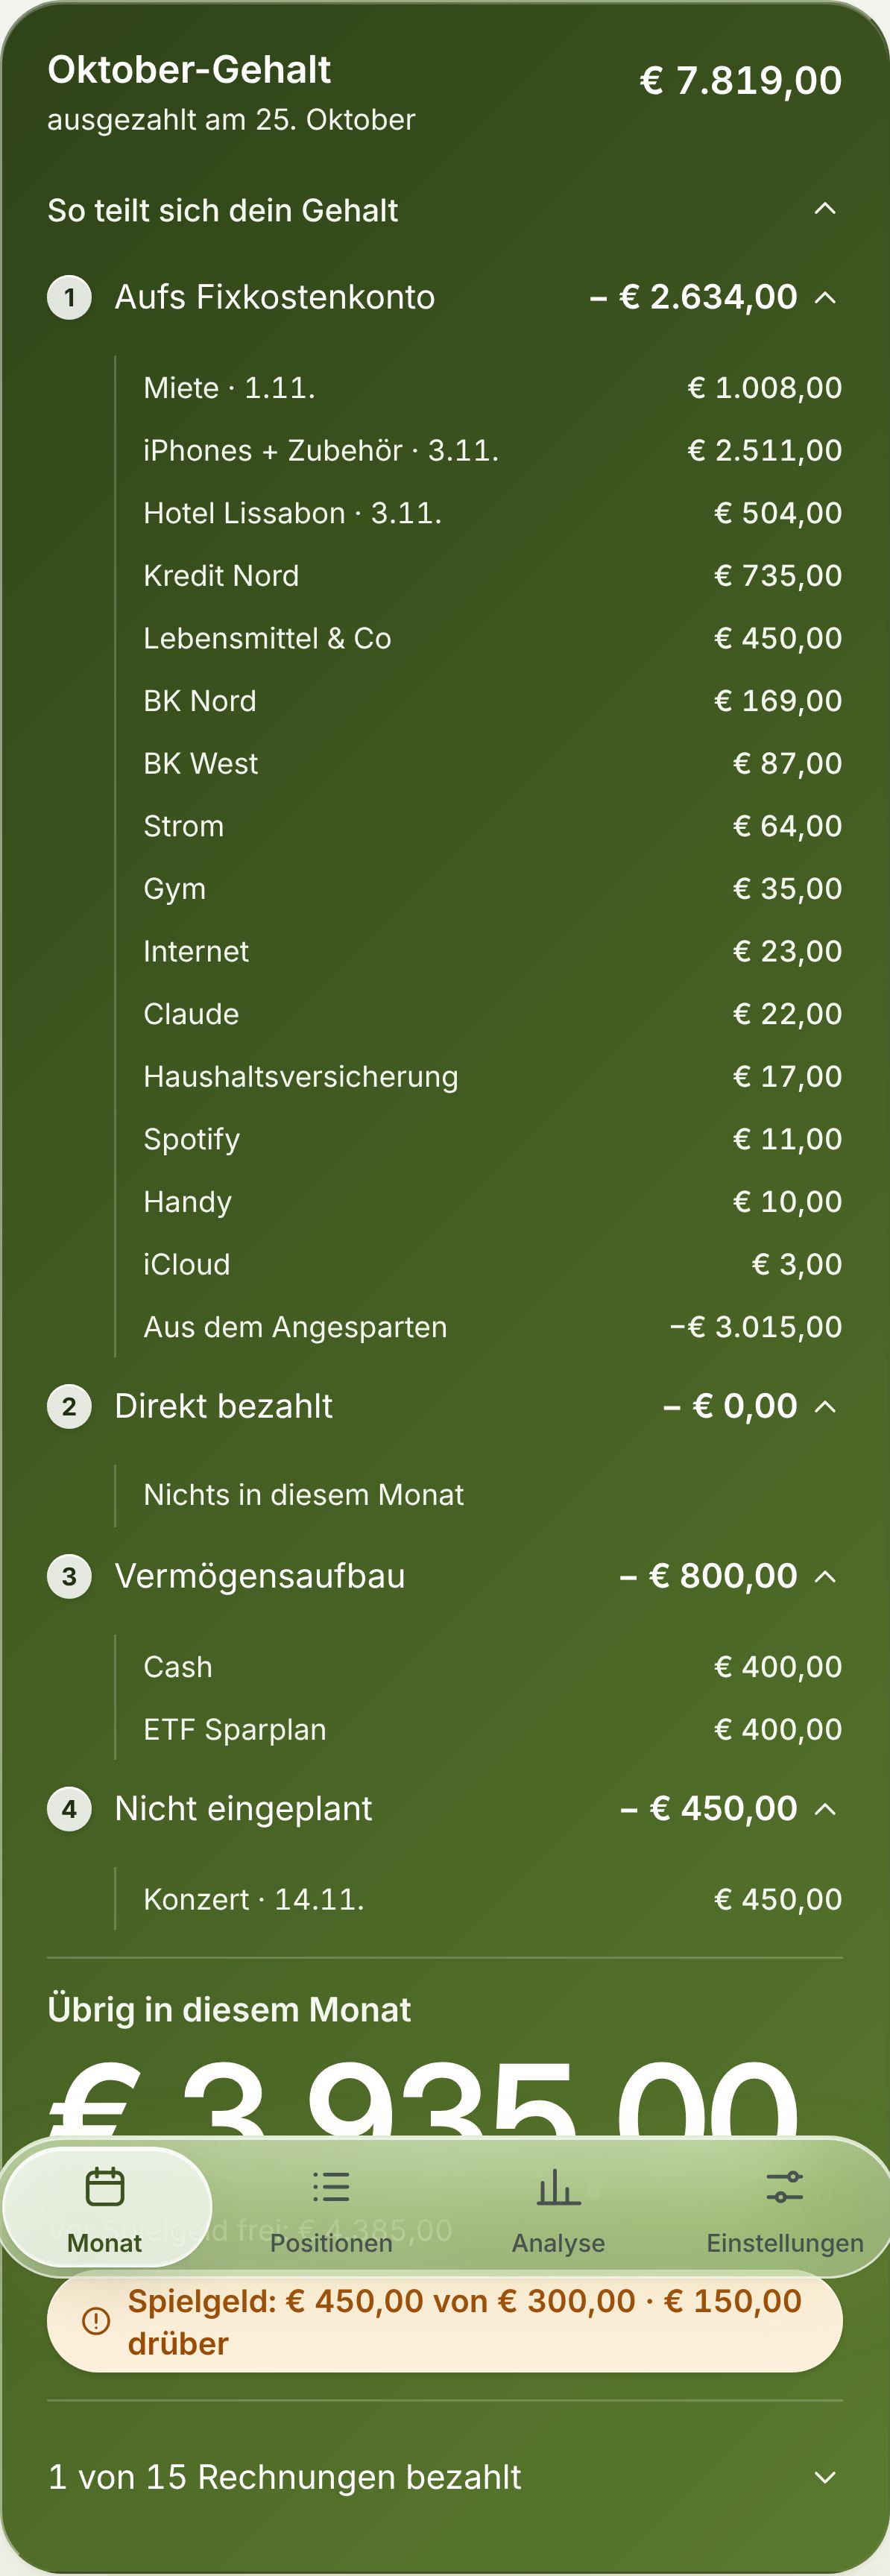 Oktober-Gehalt
€ 7.819,00
ausgezahlt am 25. Oktober
So teilt sich dein Gehalt
1 Aufs Fixkostenkonto – € 2.634,00
Miete · 1.11. € 1.008,00
iPhones + Zubehör · 3.11. € 2.511,00
Hotel Lissabon · 3.11. € 504,00
Kredit Nord € 735,00
Lebensmittel & Co € 450,00
BK Nord € 169,00
BK West € 87,00
Strom € 64,00
Gym € 35,00
Internet € 23,00
Claude € 22,00
Haushaltsversicherung € 17,00
Spotify € 11,00
Handy € 10,00
iCloud € 3,00
Aus dem Angesparten –€ 3.015,00
2 Direkt bezahlt – € 0,00
Nichts in diesem Monat
3 Vermögensaufbau – € 800,00
Cash € 400,00
ETF Sparplan € 400,00
4 Nicht eingeplant – € 450,00
Konzert · 14.11. € 450,00
Übrig in diesem Monat
€ 3.935,00
frei: € 4.385,00
Monat Positionen Analyse Einstellungen
Spielgeld: € 450,00 von € 300,00 · € 150,00
drüber
1 von 15 Rechnungen bezahlt